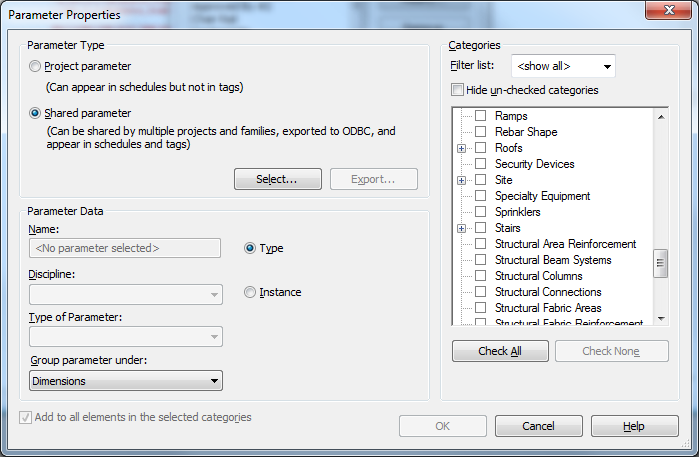 Parameter Properties
Parameter Type
Project parameter
(Can appear in schedules but not in tags)
Shared parameter
(Can be shared by multiple projects and families, exported to ODBC, and
appear in schedules and tags)
Select...
Export...
Parameter Data
Name:
<No parameter selected>
Type
Discipline:
Instance
Type of Parameter:
Group parameter under:
Dimensions
Add to all elements in the selected categories
Categories
Filter list:
<show all>
Hide un-checked categories
Ramps
Rebar Shape
Roofs
Security Devices
Site
Specialty Equipment
Sprinklers
Stairs
Structural Area Reinforcement
Structural Beam Systems
Structural Columns
Structural Connections
Structural Fabric Areas
Structural Fabric Reinforcement
Check All
Check None
OK
Cancel
Help